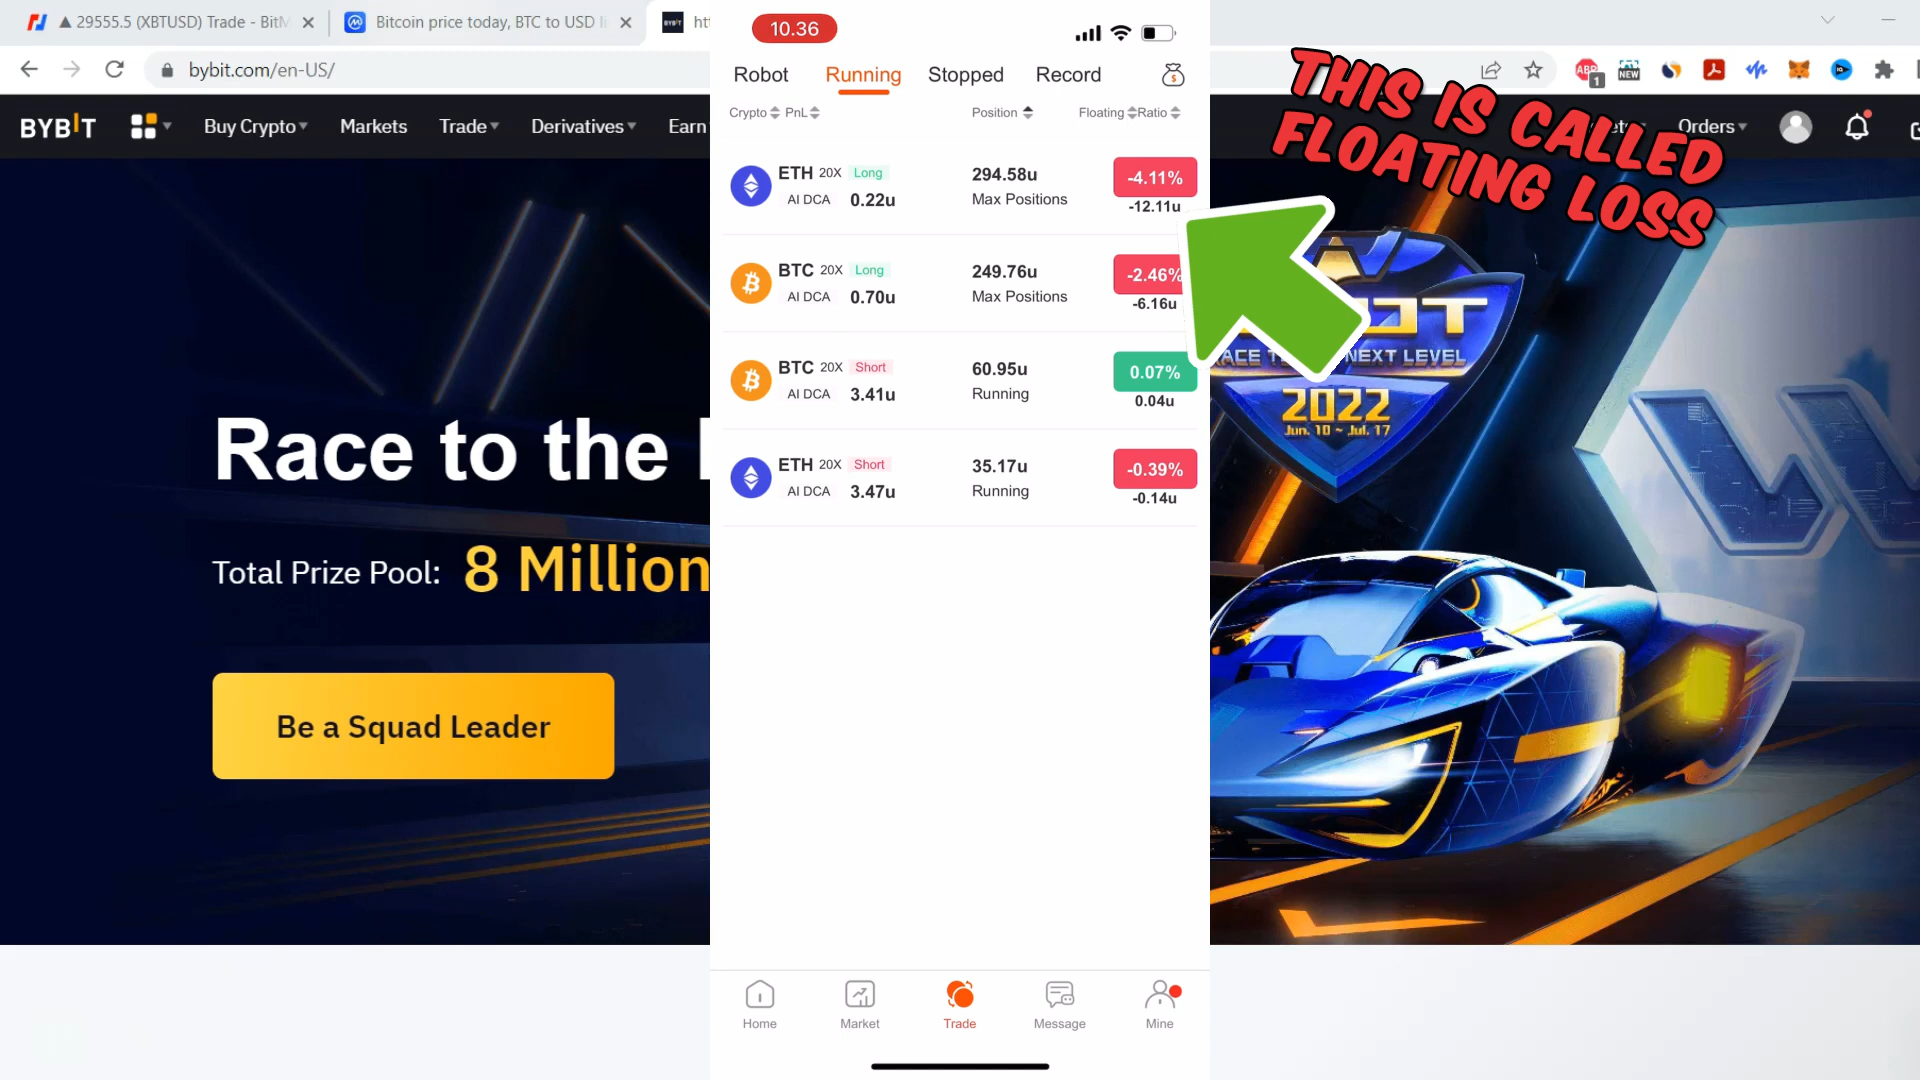 29555.5 (XBTUSD) Trade - BitM
Bitcoin price today, BTC to USD li
htt
bybit.com/en-US/
ABP
1
NEW
BYBIT
Buy Crypto
Markets
Trade
Derivatives
Earn
Orders
10.36
Robot
Running
Stopped
Record
Crypto PnL
Position
Floating Ratio
ETH 20X Long
AI DCA 0.22u
294.58u
Max Positions
-4.11%
-12.11u
BTC 20X Long
AI DCA 0.70u
249.76u
Max Positions
-2.46%
-6.16u
BTC 20X Short
AI DCA 3.41u
60.95u
Running
0.07%
0.04u
ETH 20X Short
AI DCA 3.47u
35.17u
Running
-0.39%
-0.14u
Home
Market
Trade
Message
Mine
THIS IS CALLED
FLOATING LOSS
Race to the
Total Prize Pool: 8 Million
Be a Squad Leader
NEXT LEVEL
2022
Jun. 10 ~ Jul. 17